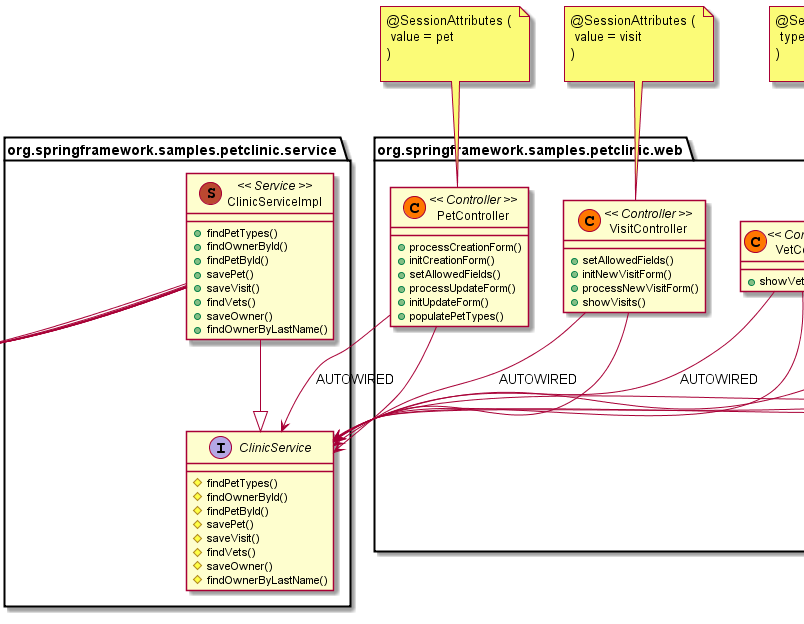 @SessionAttributes (
value = pet
)
@SessionAttributes (
value = visit
)
@Se
type
)
org.springframework.samples.petclinic.service
org.springframework.samples.petclinic.web
S
<< Service >>
ClinicServiceImpl
findPetTypes()
findOwnerById()
findPetById()
savePet()
saveVisit()
findVets()
saveOwner()
findOwnerByLastName()
C
<< Controller >>
PetController
processCreationForm()
initCreationForm()
setAllowedFields()
processUpdateForm()
initUpdateForm()
populatePetTypes()
C
<< Controller >>
VisitController
setAllowedFields()
initNewVisitForm()
processNewVisitForm()
showVisits()
C
<< Con
VetCo
showVet
AUTOWIRED
AUTOWIRED
AUTOWIRED
I
ClinicService
findPetTypes()
findOwnerById()
findPetById()
savePet()
saveVisit()
findVets()
saveOwner()
findOwnerByLastName()